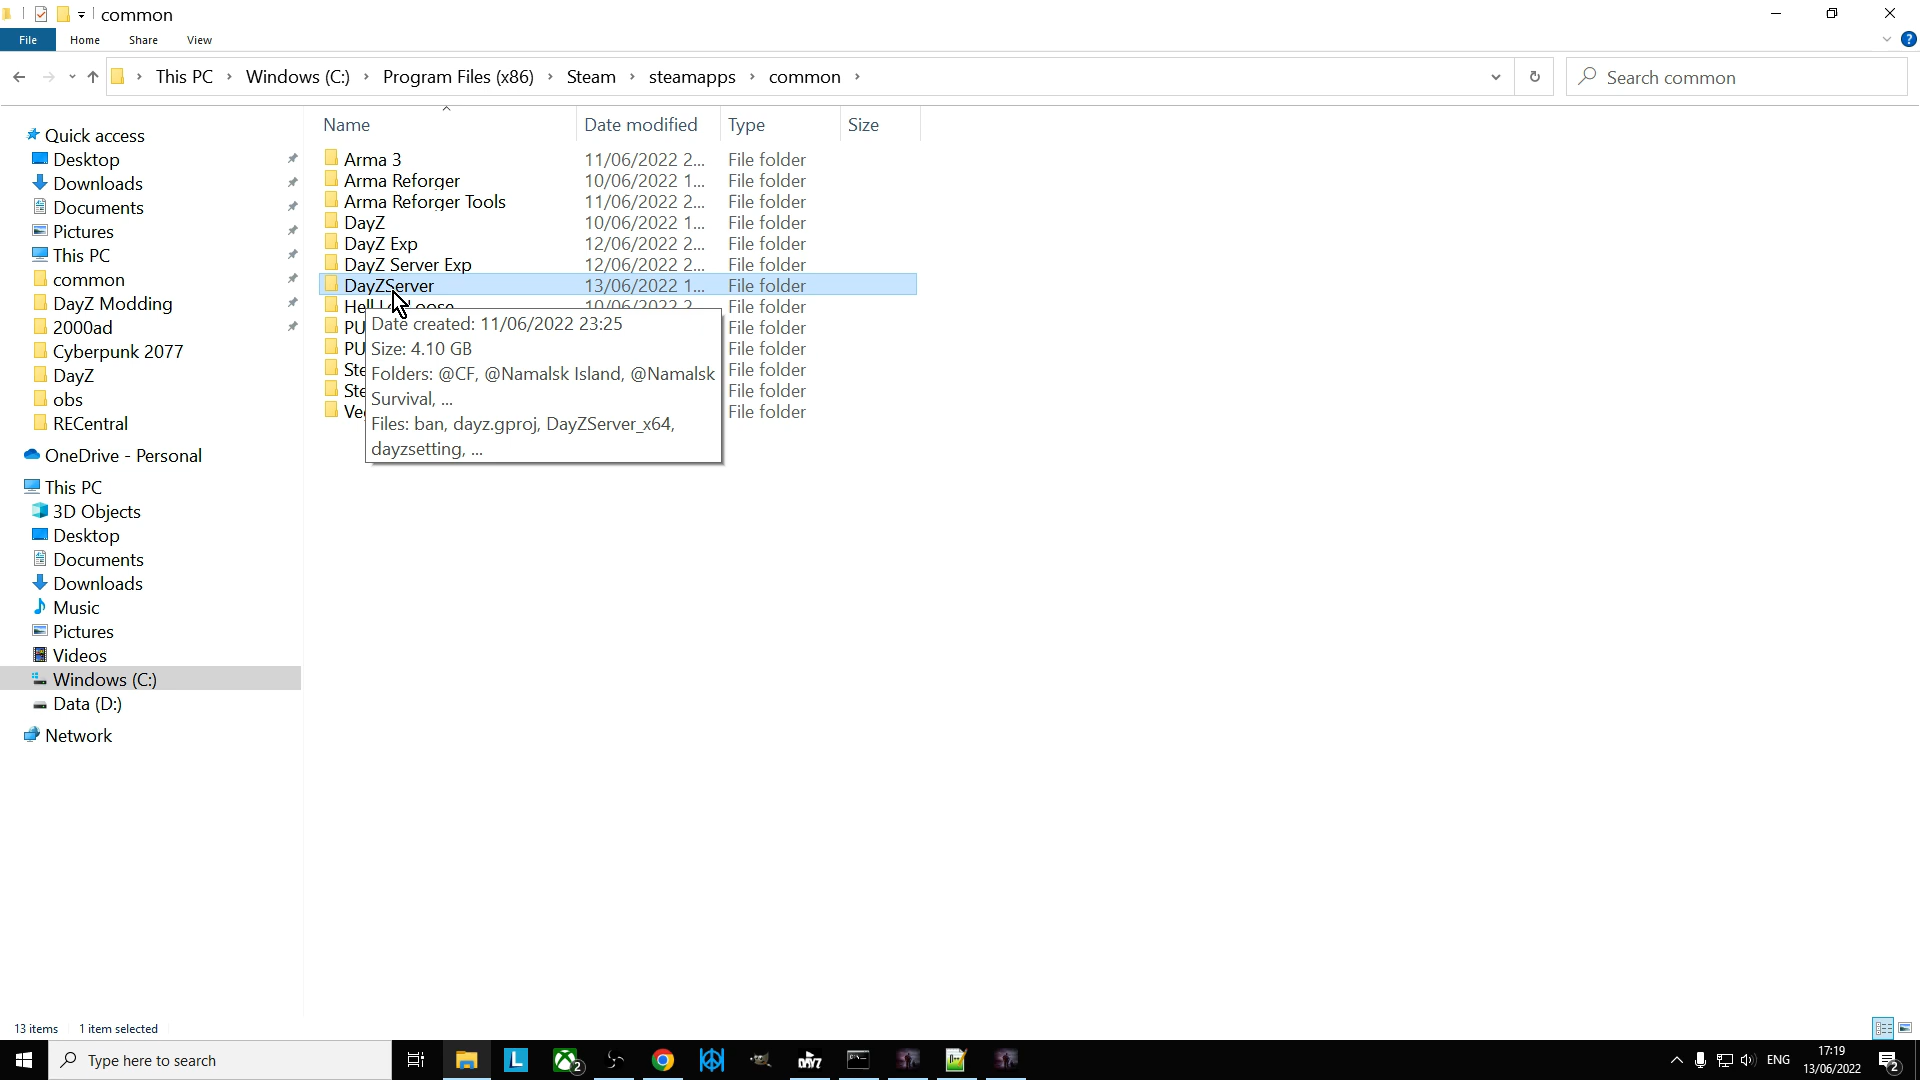 common
File Home Share View
This PC Windows (C:) Program Files (x86) Steam steamapps common
Search common
Name Date modified Type Size
Quick access
Desktop
Downloads
Documents
Pictures
This PC
common
DayZ Modding
2000ad
Cyberpunk 2077
DayZ
obs
RECentral
OneDrive - Personal
This PC
3D Objects
Desktop
Documents
Downloads
Music
Pictures
Videos
Windows (C:)
Data (D:)
Network
Arma 3 11/06/2022 2... File folder
Arma Reforger 10/06/2022 1... File folder
Arma Reforger Tools 11/06/2022 2... File folder
DayZ 10/06/2022 1... File folder
DayZ Exp 12/06/2022 2... File folder
DayZ Server Exp 12/06/2022 2... File folder
DayZServer 13/06/2022 1... File folder
File folder
PU File folder
PU File folder
Ste File folder
Ste File folder
Ve File folder
Date created: 11/06/2022 23:25
Size: 4.10 GB
Folders: @CF, @Namalsk Island, @Namalsk
Survival, ...
Files: ban, dayz.gproj, DayZServer_x64,
dayzsetting, ...
13 items 1 item selected
Type here to search
L
2
DAYZ
ENG
17:19
13/06/2022
2